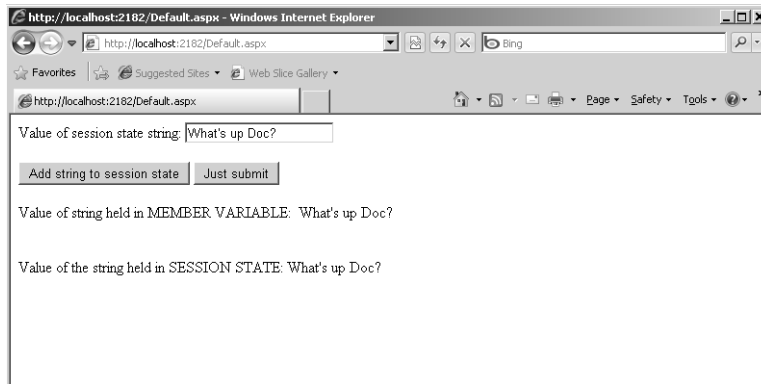 http://localhost:2182/Default.aspx - Windows Internet Explorer
http://localhost:2182/Default.aspx
Bing
Favorites Suggested Sites Web Slice Gallery
http://localhost:2182/Default.aspx Page Safety Tools
Value of session state string: What's up Doc?
Add string to session state Just submit
Value of string held in MEMBER VARIABLE: What's up Doc?
Value of the string held in SESSION STATE: What's up Doc?